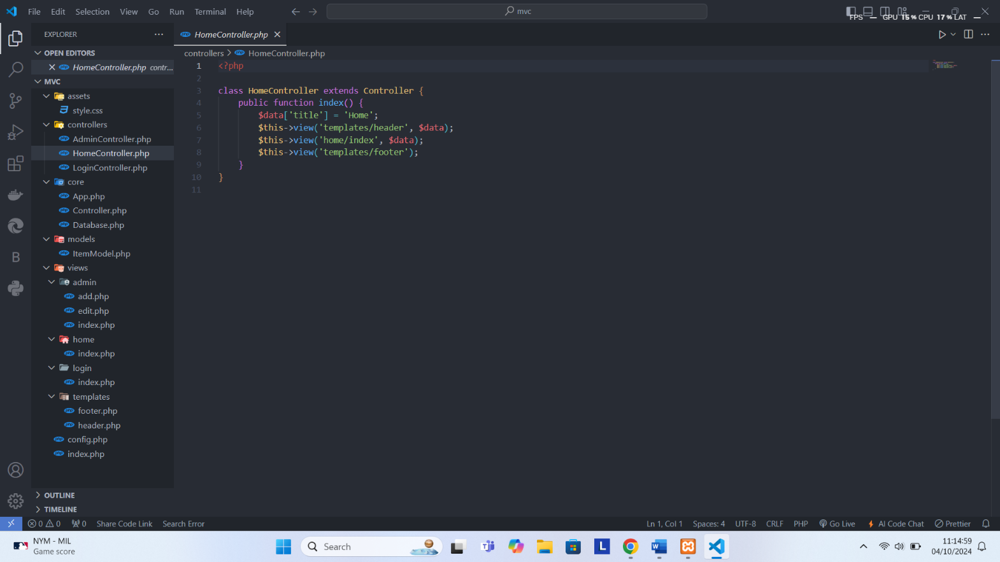 File Edit Selection View Go Run Terminal Help
mvc
FPS GPU 15 % CPU 17 % LAT
EXPLORER
HomeController.php
OPEN EDITORS
HomeController.php contr...
MVC
assets
style.css
controllers
AdminController.php
HomeController.php
LoginController.php
core
App.php
Controller.php
Database.php
models
ItemModel.php
views
admin
add.php
edit.php
index.php
home
index.php
login
index.php
templates
footer.php
header.php
config.php
index.php
OUTLINE
TIMELINE
controllers > HomeController.php
1 <?php
2
3 class HomeController extends Controller {
4 public function index() {
5 $data['title'] = 'Home';
6 $this->view('templates/header', $data);
7 $this->view('home/index', $data);
8 $this->view('templates/footer');
9 }
10 }
11
0 0 0 Share Code Link Search Error Ln 1, Col 1 Spaces: 4 UTF-8 CRLF PHP Go Live AI Code Chat Prettier
NYM - MIL
Game score
Search
11:14:59
04/10/2024